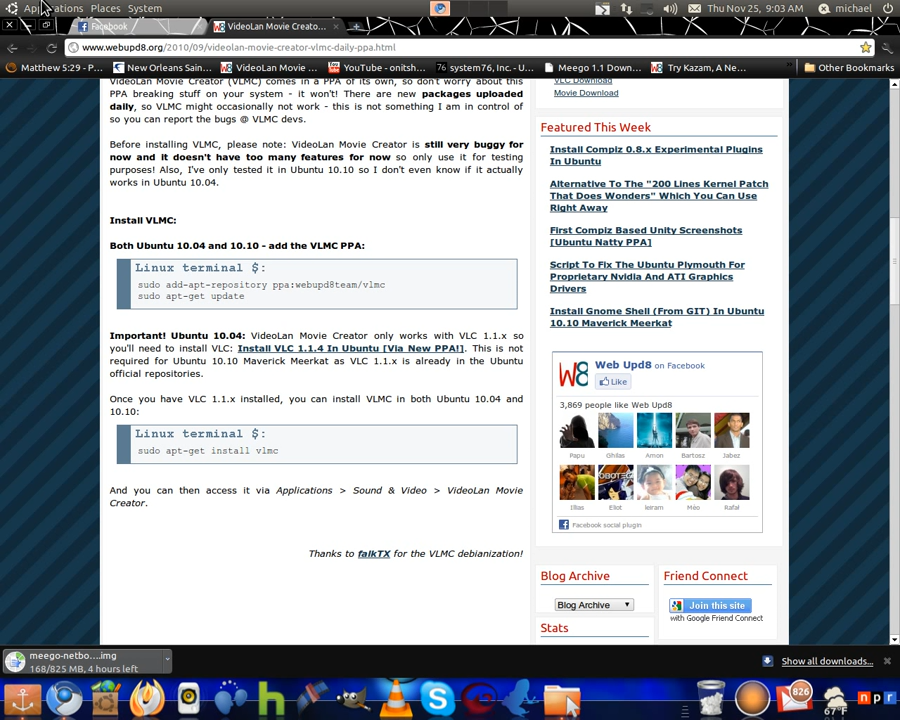 Applications Places System
Thu Nov 25, 9:03 AM michael
Facebook
VideoLan Movie Creato...
www.webupd8.org/2010/09/videolan-movie-creator-vlmc-daily-ppa.html
Matthew 5:29 - P...
New Orleans Sain...
VideoLan Movie ...
YouTube - onitsh...
system76, Inc. - ...
Meego 1.1 Down...
Try Kazam, A Ne...
Other Bookmarks
VideoLan Movie Creator (VLMC) comes in a PPA of its own, so don't worry about this
PPA breaking stuff on your system - it won't! There are new packages uploaded
daily, so VLMC might occasionally not work - this is not something I am in control of
so you can report the bugs @ VLMC devs.
Before installing VLMC, please note: VideoLan Movie Creator is still very buggy for
now and it doesn't have too many features for now so only use it for testing
purposes! Also, I've only tested it in Ubuntu 10.10 so I don't even know if it actually
works in Ubuntu 10.04.
Install VLMC:
Both Ubuntu 10.04 and 10.10 - add the VLMC PPA:
Linux terminal $:
sudo add-apt-repository ppa:webupd8team/vlmc
sudo apt-get update
Important! Ubuntu 10.04: VideoLan Movie Creator only works with VLC 1.1.x so
you'll need to install VLC: Install VLC 1.1.4 In Ubuntu [Via New PPA!]. This is not
required for Ubuntu 10.10 Maverick Meerkat as VLC 1.1.x is already in the Ubuntu
official repositories.
Once you have VLC 1.1.x installed, you can install VLMC in both Ubuntu 10.04 and
10.10:
Linux terminal $:
sudo apt-get install vlmc
And you can then access it via Applications > Sound & Video > VideoLan Movie
Creator.
Thanks to falkTX for the VLMC debianization!
VLC Download
Movie Download
Featured This Week
Install Compiz 0.8.x Experimental Plugins
In Ubuntu
Alternative To The "200 Lines Kernel Patch
That Does Wonders" Which You Can Use
Right Away
First Compiz Based Unity Screenshots
[Ubuntu Natty PPA]
Script To Fix The Ubuntu Plymouth For
Proprietary Nvidia And ATI Graphics
Drivers
Install Gnome Shell (From GIT) In Ubuntu
10.10 Maverick Meerkat
Web Upd8 on Facebook
Like
3,869 people like Web Upd8
Papu Ghilas Amon Bartosz Jabez
Illias Eliot Ieiram Méo Rafał
Facebook social plugin
Blog Archive
Blog Archive
Stats
Friend Connect
Join this site
with Google Friend Connect
meego-netbo....img
168/825 MB, 4 hours left
Show all downloads...
826
67°F
n p r